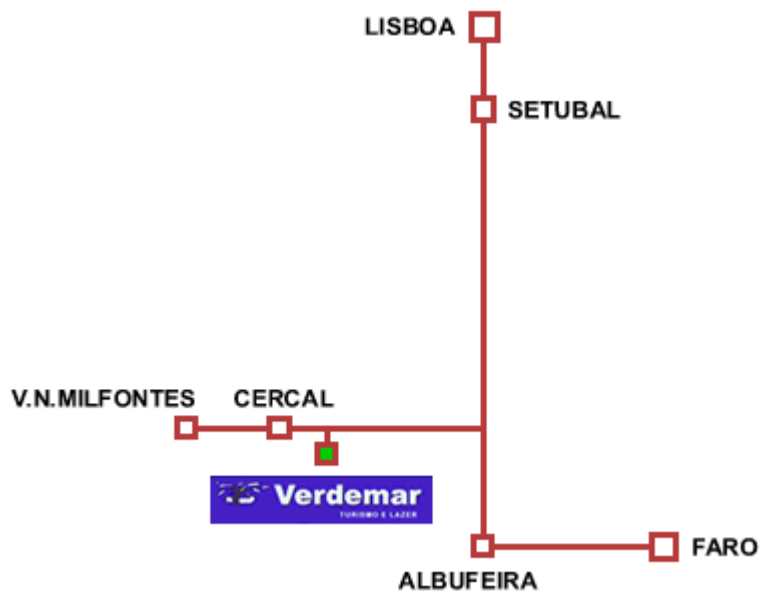 LISBOA
SETUBAL
V.N.MILFONTES CERCAL
Verdemar
TURISMO E LAZER
FARO
ALBUFEIRA